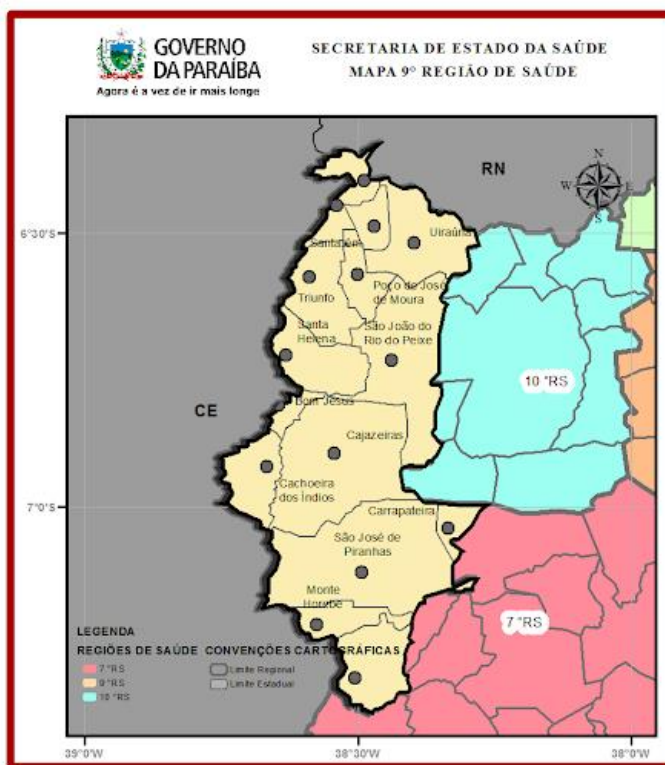 GOVERNO
DA PARAÍBA
Agora é a vez de ir mais longe
SECRETARIA DE ESTADO DA SAÚDE
MAPA 9° REGIÃO DE SAÚDE
RN
N
W
E
S
6°30'S
Uiraúna
Triunfo
Poço de José
de Moura
Santa
Helena
São João do
Rio do Peixe
10 °RS
CE
Bom Jesus
Cajazeiras
Cachoeira
dos Índios
7°0'S
Carrapateira
São José de
Piranhas
Monte
Horebe
7 °RS
LEGENDA
REGIÕES DE SAÚDE
7 °RS
9 °RS
10 °RS
CONVENÇÕES CARTOGRÁFICAS
Limite Regional
Limite Estadual
39°0'W
38°30'W
38°0'W